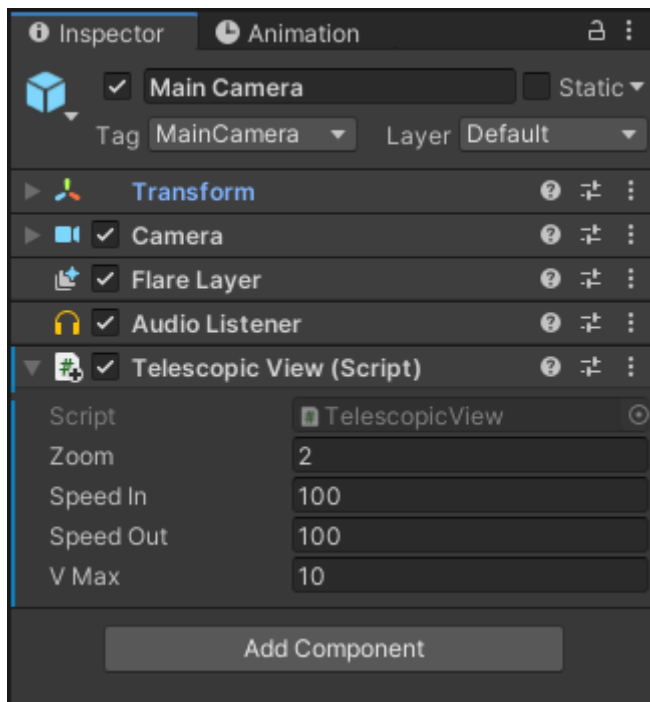 Inspector Animation
Main Camera Static
Tag MainCamera Layer Default
Transform
Camera
Flare Layer
Audio Listener
Telescopic View (Script)
Script TelescopicView
Zoom 2
Speed In 100
Speed Out 100
V Max 10
Add Component